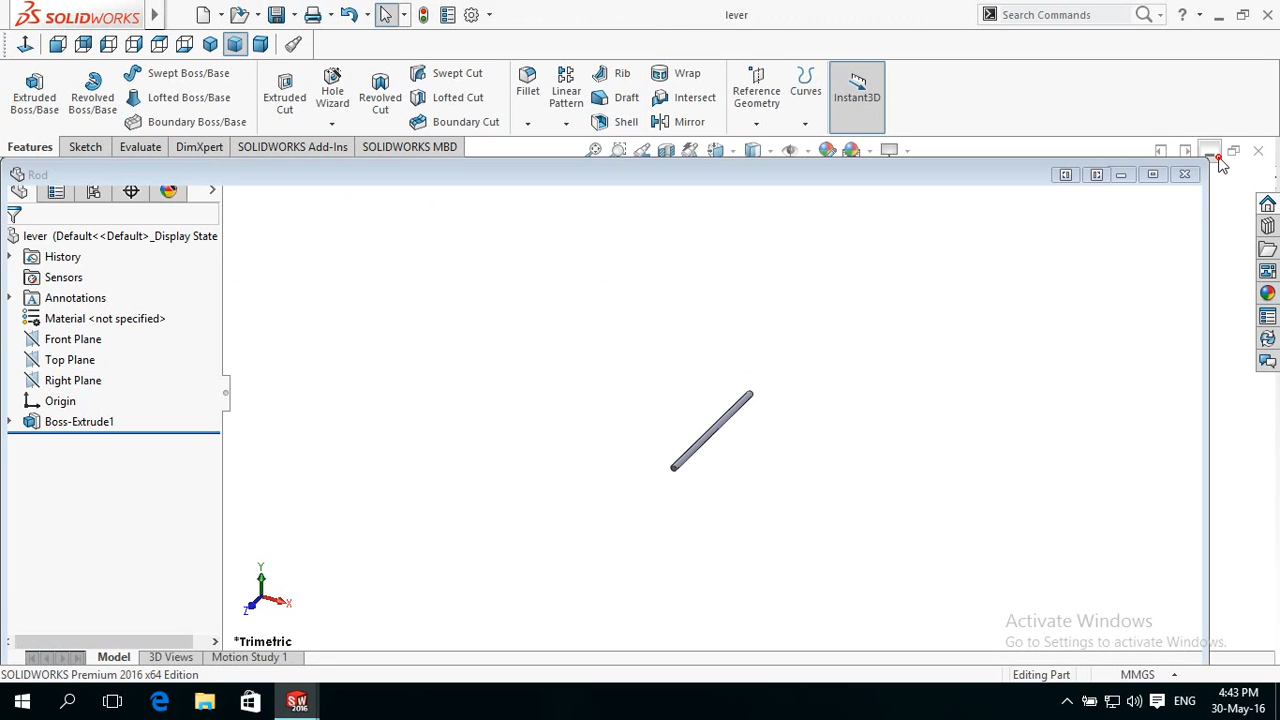 SOLIDWORKS
lever
Search Commands
?
Extruded Boss/Base
Revolved Boss/Base
Swept Boss/Base
Lofted Boss/Base
Boundary Boss/Base
Extruded Cut
Hole Wizard
Revolved Cut
Swept Cut
Lofted Cut
Boundary Cut
Fillet
Linear Pattern
Rib
Draft
Shell
Wrap
Intersect
Mirror
Reference Geometry
Curves
Instant3D
Features Sketch Evaluate DimXpert SOLIDWORKS Add-Ins SOLIDWORKS MBD
Rod
lever (Default<<Default>_Display State
History
Sensors
Annotations
Material <not specified>
Front Plane
Top Plane
Right Plane
Origin
Boss-Extrude1
Y
X
Z
*Trimetric
Activate Windows
Go to Settings to activate Windows.
Model 3D Views Motion Study 1
SOLIDWORKS Premium 2016 x64 Edition
Editing Part
MMGS
SW
2016
ENG
4:43 PM
30-May-16